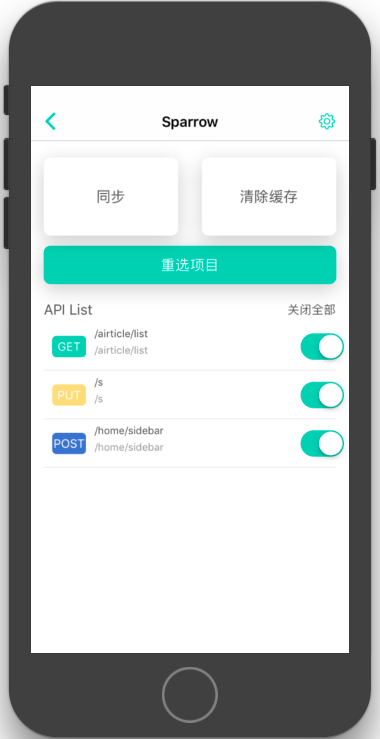 Sparrow
同步
清除缓存
重选项目
API List
关闭全部
GET
/airticle/list
/airticle/list
PUT
/s
/s
POST
/home/sidebar
/home/sidebar